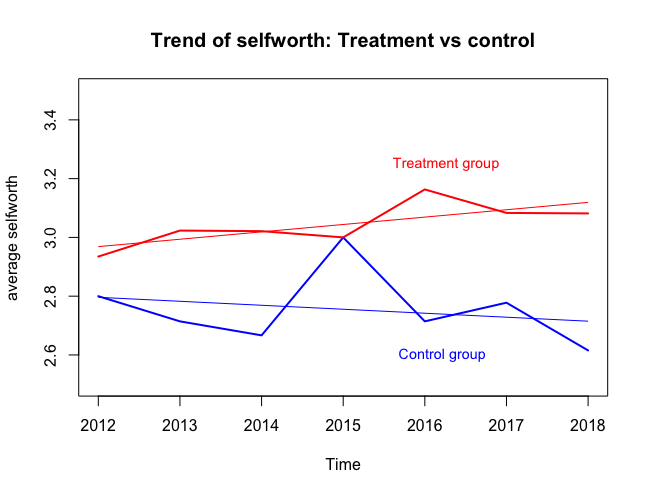 Trend of selfworth: Treatment vs control
average selfworth
3.4
3.2
3.0
2.8
2.6
Treatment group
Control group
2012 2013 2014 2015 2016 2017 2018
Time